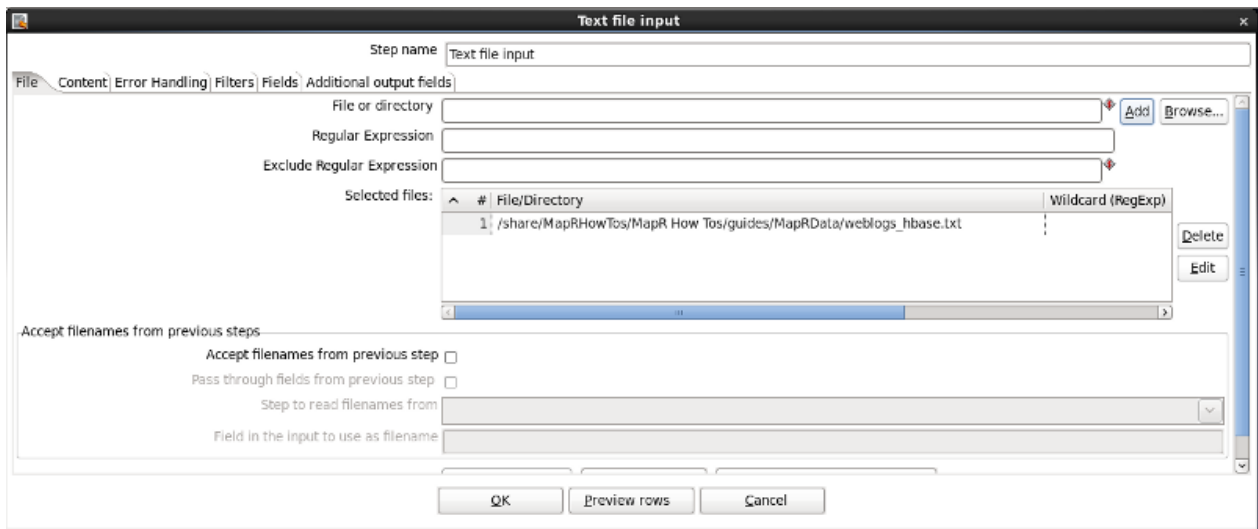 Text file input
Step name Text file input
File Content Error Handling Filters Fields Additional output fields
File or directory Add Browse...
Regular Expression
Exclude Regular Expression
Selected files: # File/Directory Wildcard (RegExp)
1 /share/MapRHowTos/MapR How Tos/guides/MapRData/weblogs_hbase.txt
Delete
Edit
Accept filenames from previous steps
Accept filenames from previous step
Pass through fields from previous step
Step to read filenames from
Field in the input to use as filename
OK Preview rows Cancel